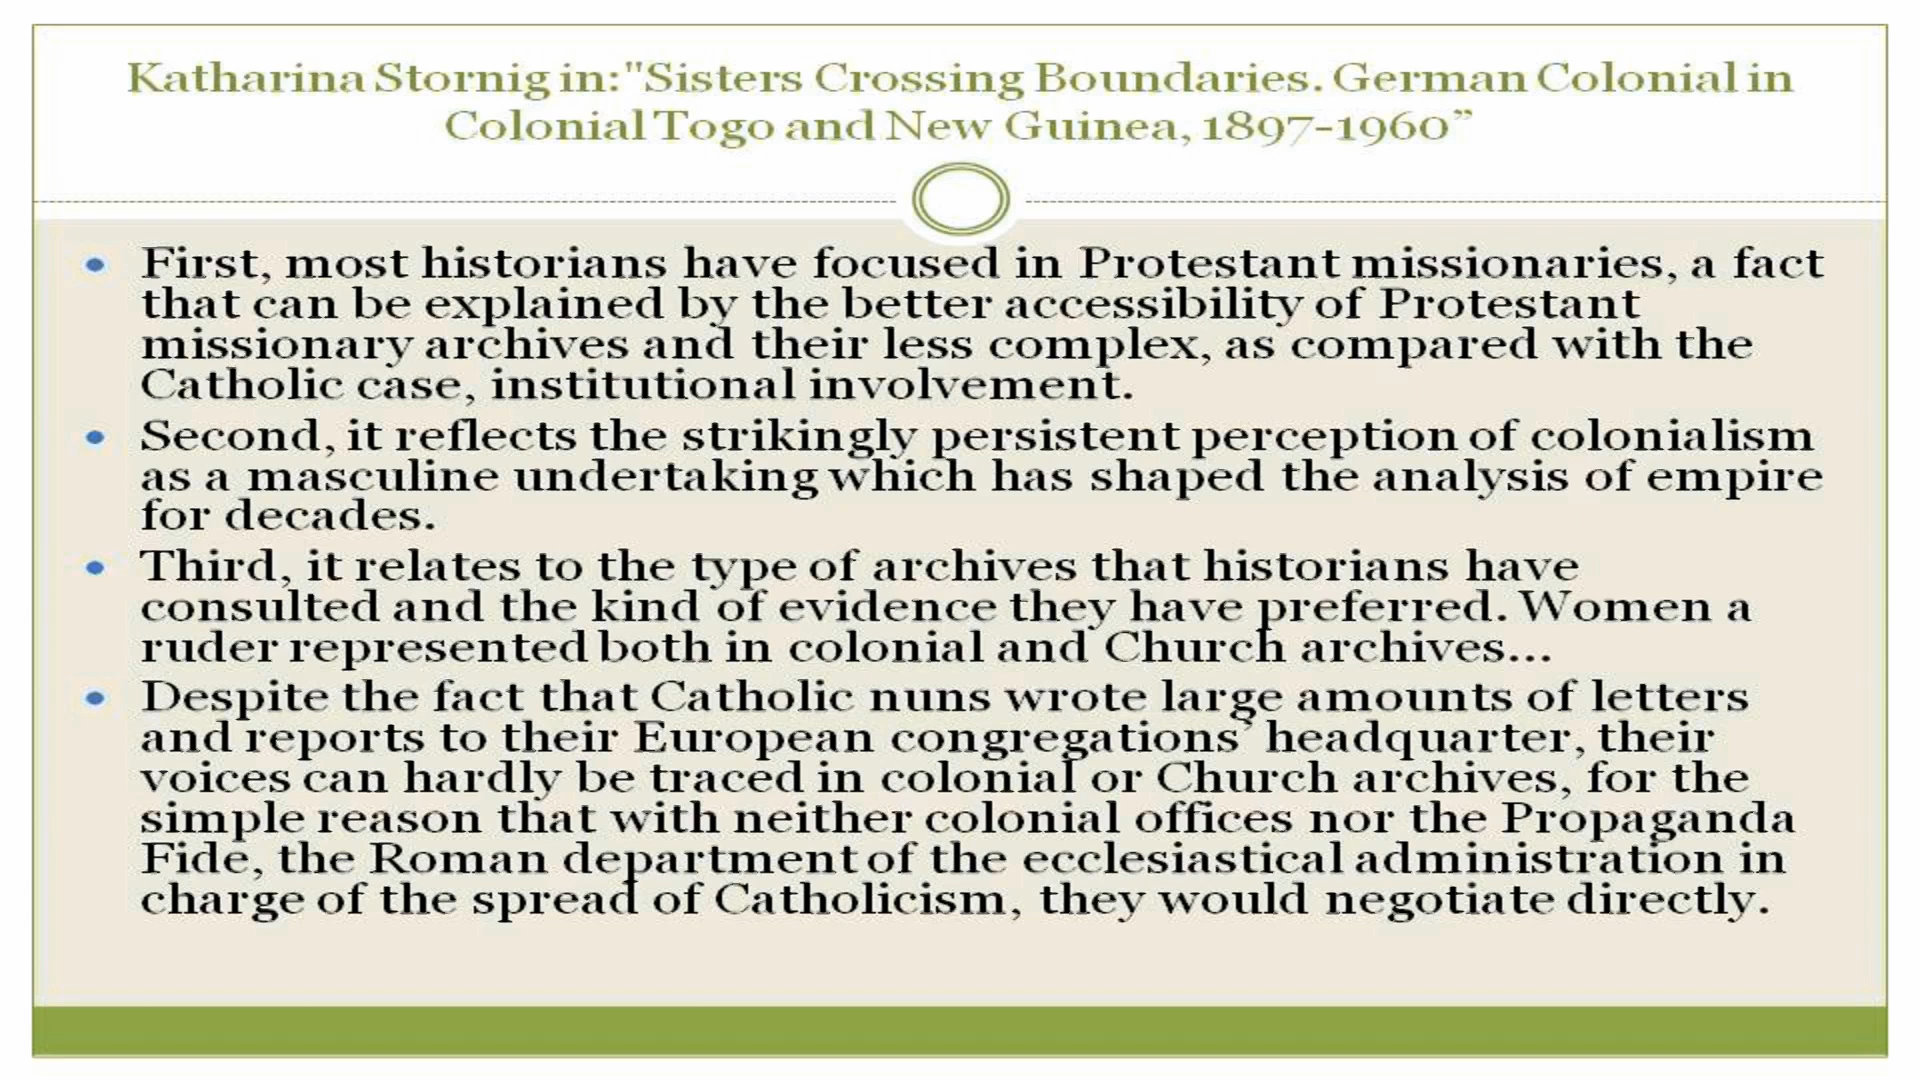 Katharina Stornig in:"Sisters Crossing Boundaries. German Colonial in
Colonial Togo and New Guinea, 1897-1960”
• First, most historians have focused in Protestant missionaries, a fact
that can be explained by the better accessibility of Protestant
missionary archives and their less complex, as compared with the
Catholic case, institutional involvement.
• Second, it reflects the strikingly persistent perception of colonialism
as a masculine undertaking which has shaped the analysis of empire
for decades.
• Third, it relates to the type of archives that historians have
consulted and the kind of evidence they have preferred. Women a
ruder represented both in colonial and Church archives...
• Despite the fact that Catholic nuns wrote large amounts of letters
and reports to their European congregations’ headquarter, their
voices can hardly be traced in colonial or Church archives, for the
simple reason that with neither colonial offices nor the Propaganda
Fide, the Roman department of the ecclesiastical administration in
charge of the spread of Catholicism, they would negotiate directly.